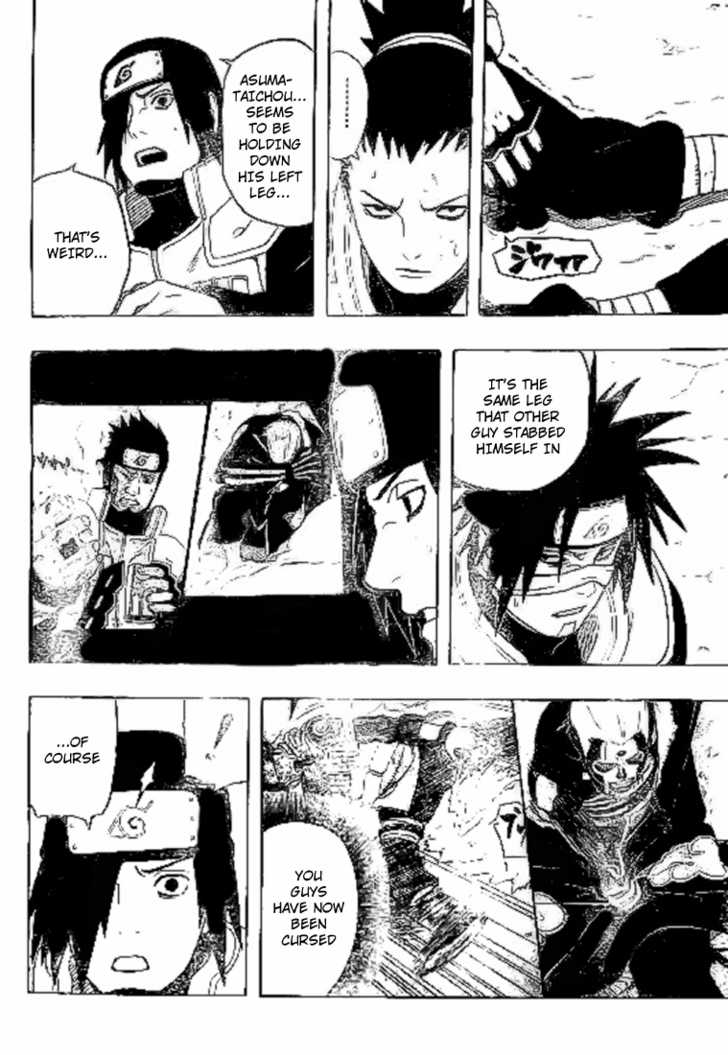 .........
ASUMA-
TAICHOU...
SEEMS
TO BE
HOLDING
DOWN
HIS LEFT
LEG...
THAT'S
WEIRD...
IT'S THE
SAME LEG
THAT OTHER
GUY STABBED
HIMSELF IN
YOU
GUYS
HAVE NOW
BEEN
CURSED
!
...OF
COURSE